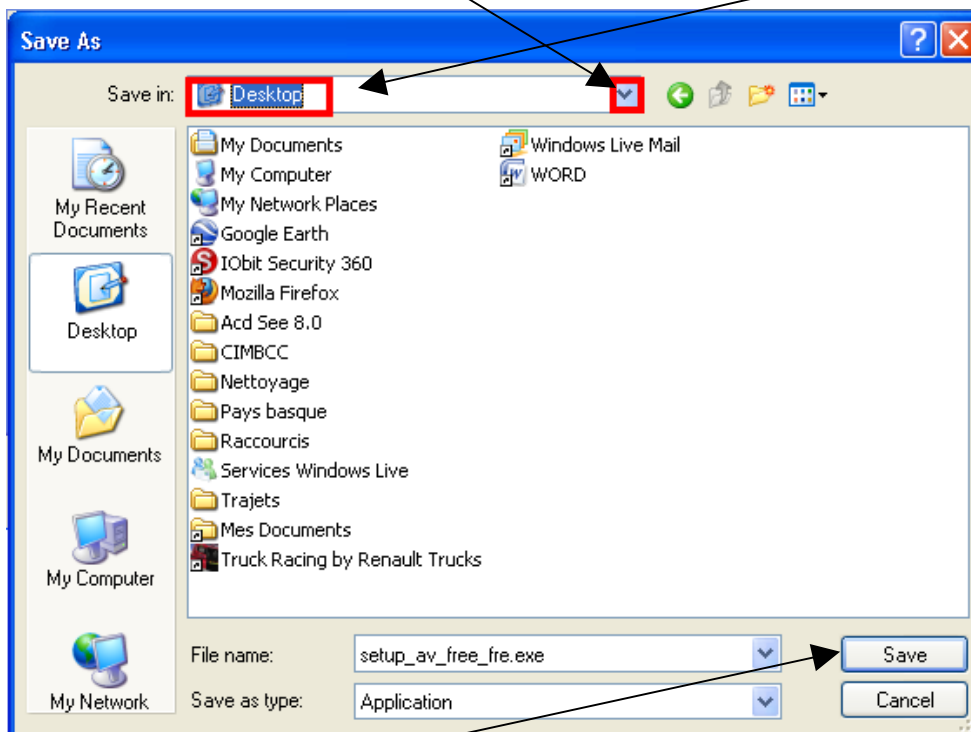 Save As
Save in: Desktop
My Recent
Documents
Desktop
My Documents
My Computer
My Network
My Documents
My Computer
My Network Places
Google Earth
IObit Security 360
Mozilla Firefox
Acd See 8.0
CIMBCC
Nettoyage
Pays basque
Raccourcis
Services Windows Live
Trajets
Mes Documents
Truck Racing by Renault Trucks
Windows Live Mail
WORD
File name: setup_av_free_fre.exe Save
Save as type: Application Cancel